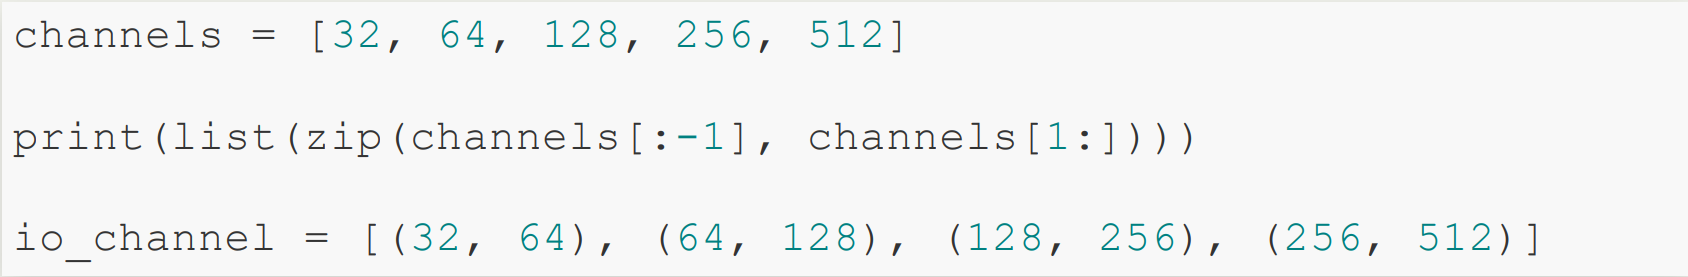 channels = [32, 64, 128, 256, 512]
print(list(zip(channels[:-1], channels[1:])))
io_channel = [(32, 64), (64, 128), (128, 256), (256, 512)]